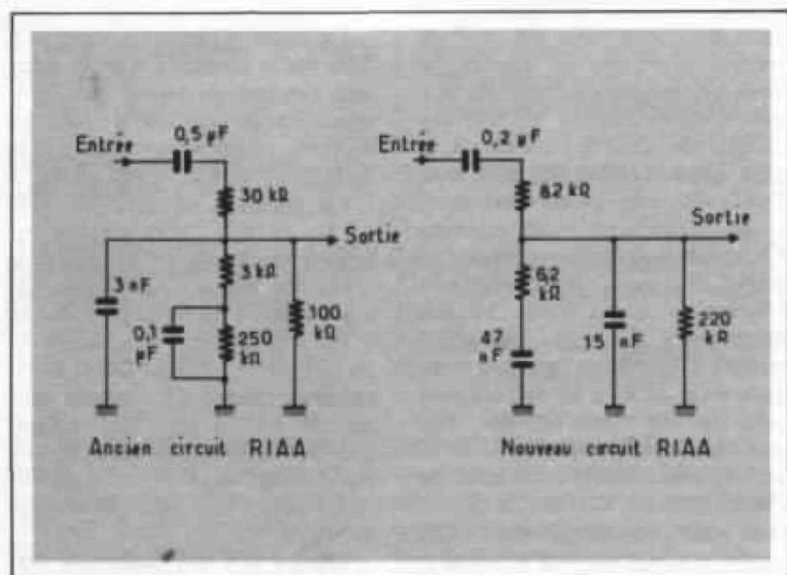 Entrée
0,5 µF
30 kΩ
Sortie
3 nF
3 kΩ
0,1
µF
250
kΩ
100
kΩ
Ancien circuit RIAA
Entrée
0,2 µF
82 kΩ
Sortie
6,2
kΩ
47
nF
15 nF
220
kΩ
Nouveau circuit RIAA